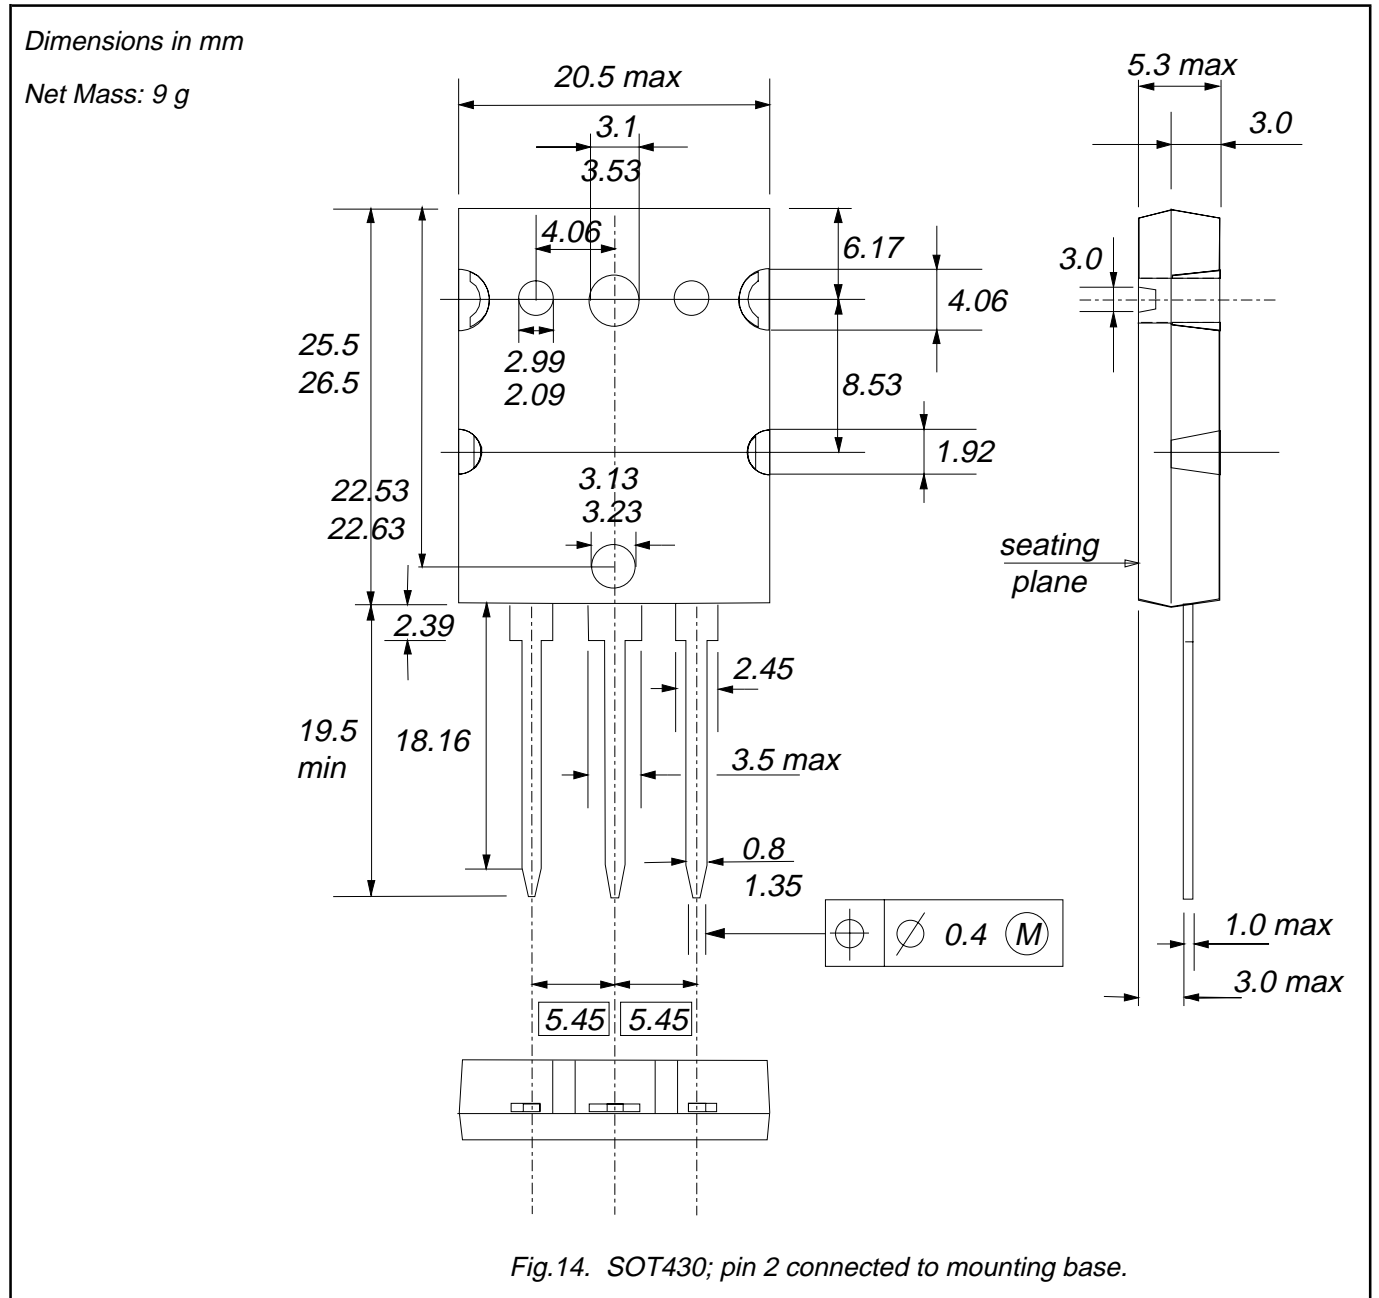 Dimensions in mm
Net Mass: 9 g
20.5 max
5.3 max
3.1
3.53
3.0
4.06
6.17
3.0
4.06
25.5
26.5
2.99
2.09
8.53
1.92
22.53
22.63
3.13
3.23
seating
plane
2.39
2.45
19.5
min
18.16
3.5 max
0.8
1.35
0.4 M
1.0 max
3.0 max
5.45 5.45
Fig.14. SOT430; pin 2 connected to mounting base.